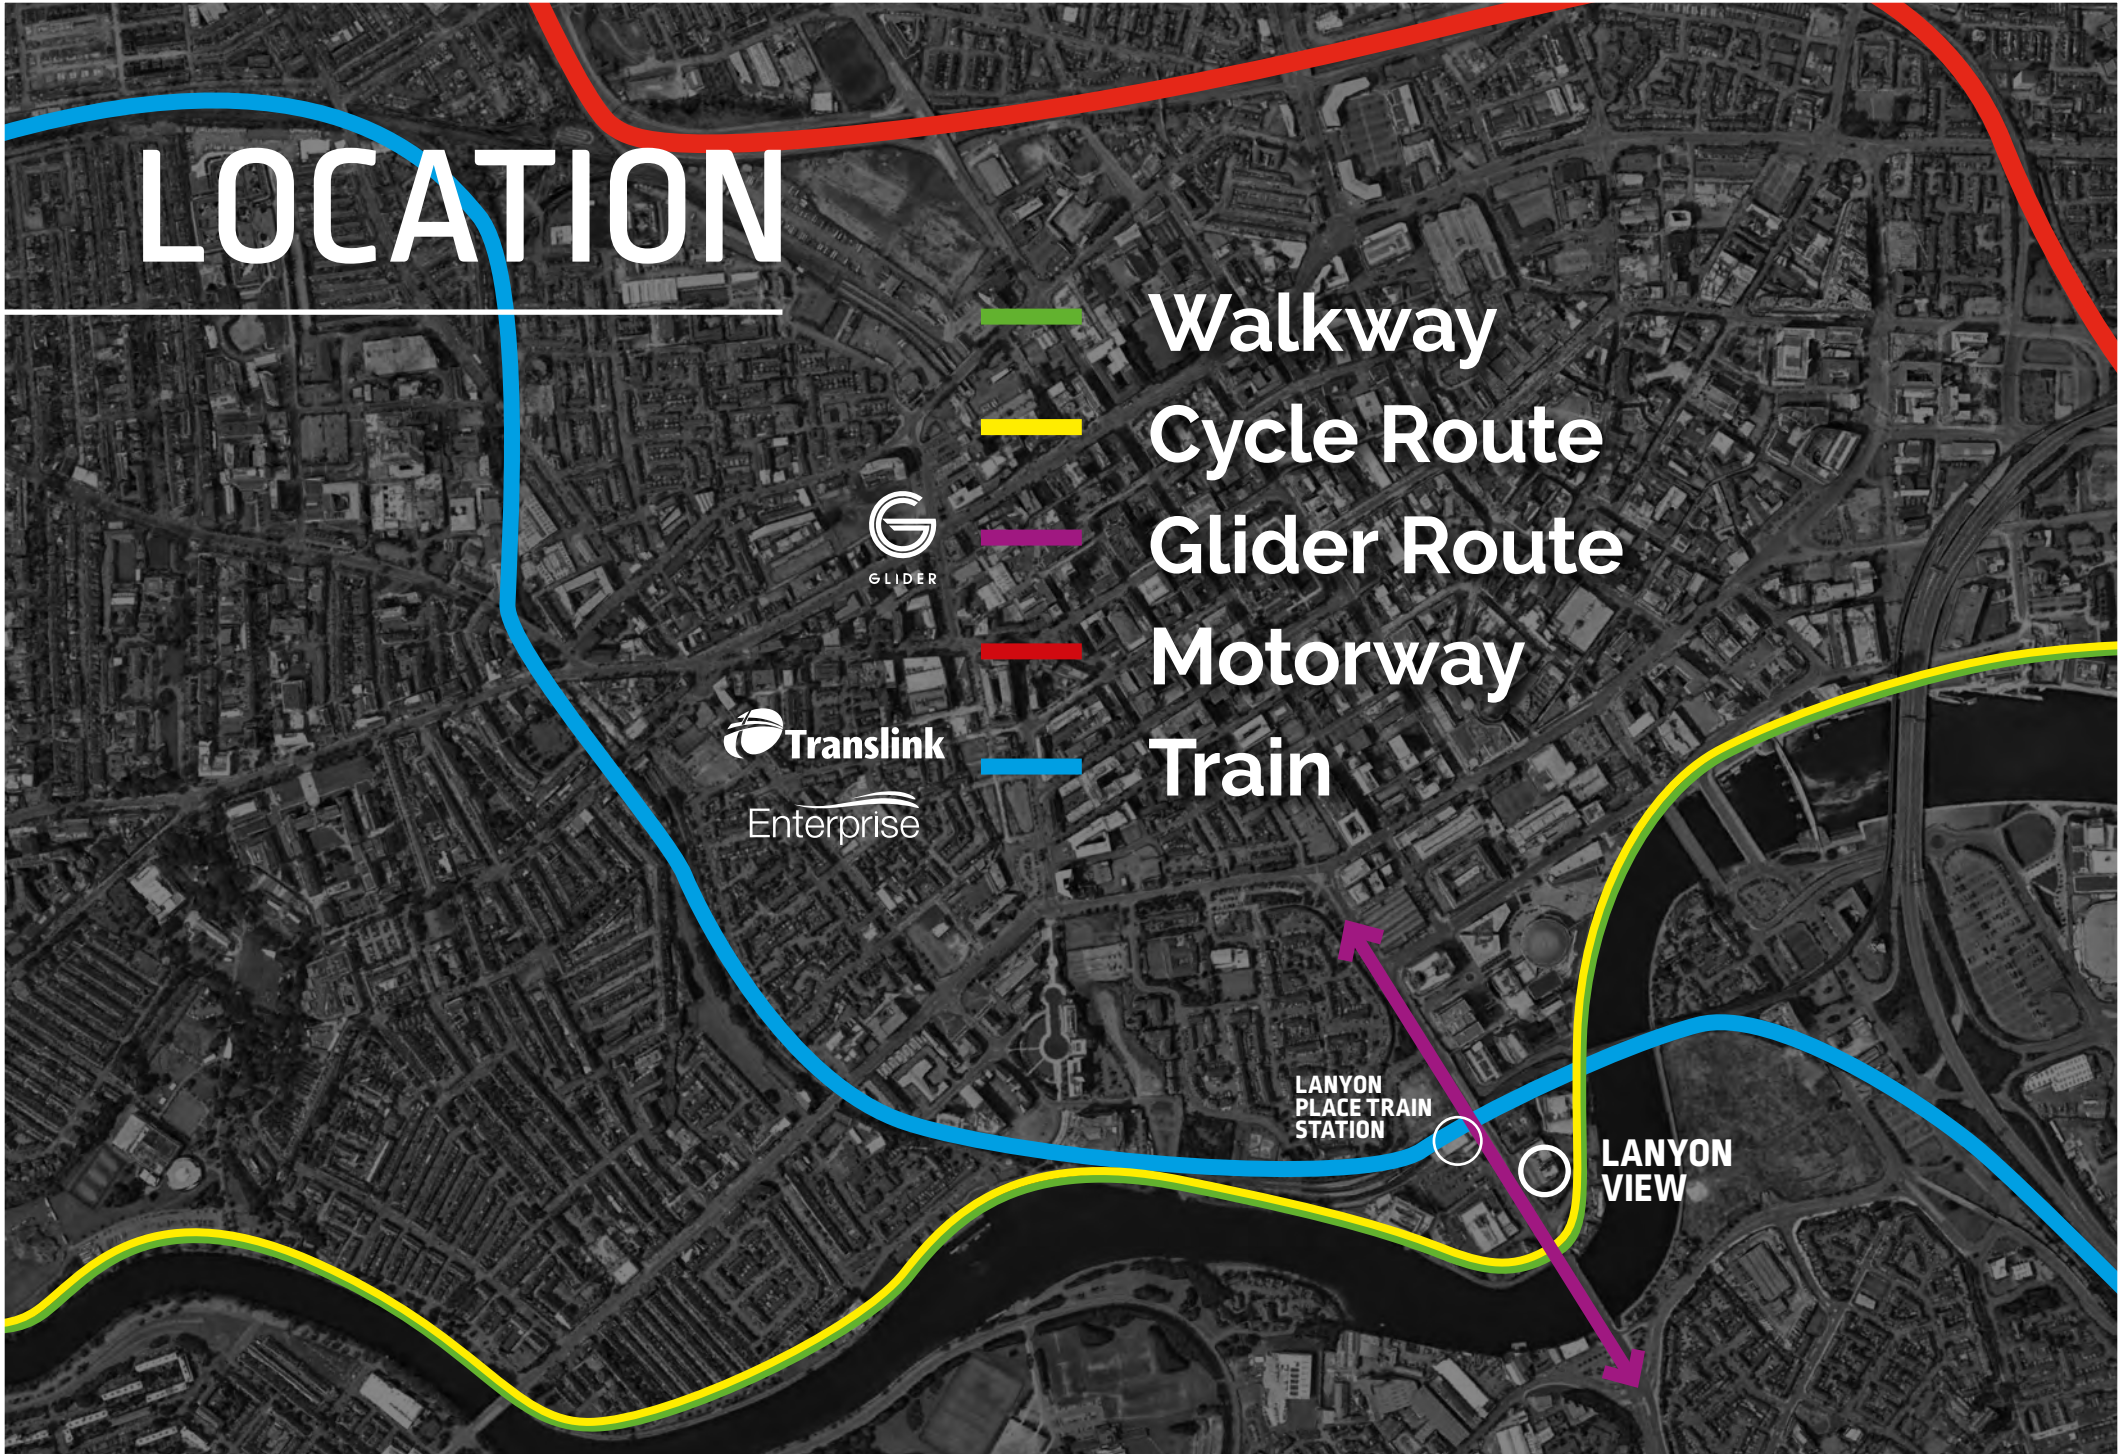 LOCATION
Walkway
Cycle Route
GLIDER
Glider Route
Motorway
Translink
Train
Enterprise
LANYON
PLACE TRAIN
STATION
LANYON
VIEW